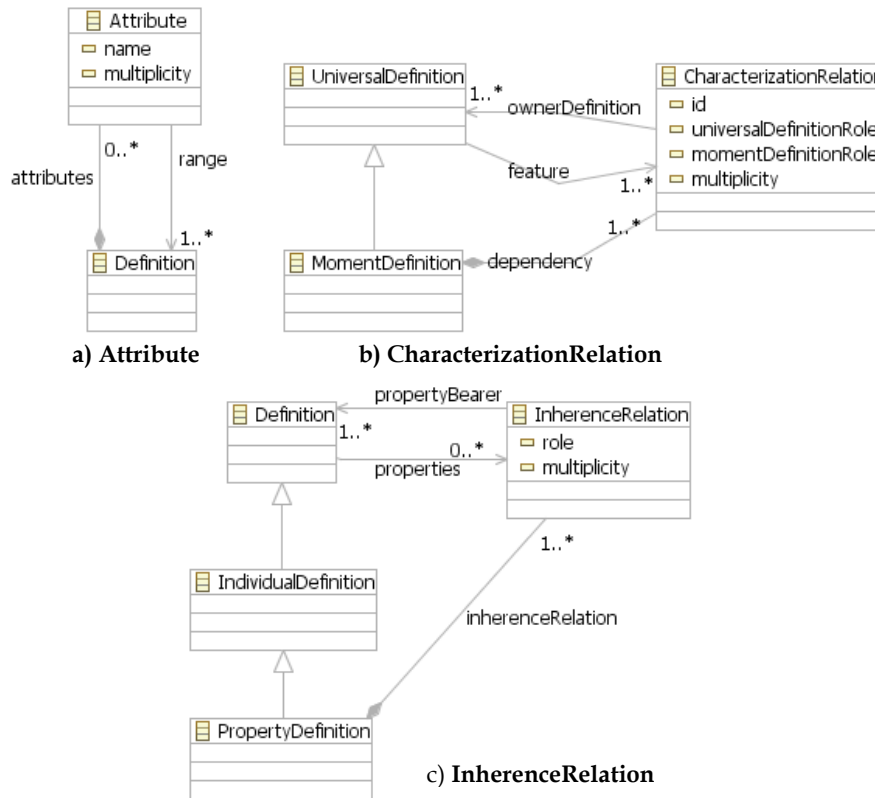 Attribute
name
multiplicity
0..*
attributes
range
1..*
Definition
a) Attribute
UniversalDefinition
1..*
ownerDefinition
CharacterizationRelation
id
universalDefinitionRole
momentDefinitionRole
multiplicity
feature
1..*
1..*
MomentDefinition
dependency
b) CharacterizationRelation
Definition
propertyBearer
1..*
0..*
properties
InherenceRelation
role
multiplicity
1..*
IndividualDefinition
inherenceRelation
PropertyDefinition
c) InherenceRelation